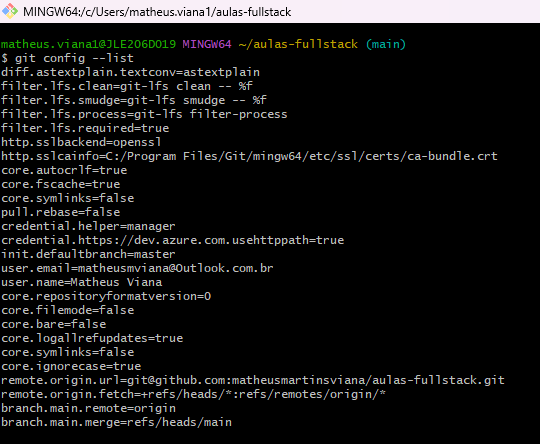 MINGW64:/c/Users/matheus.viana1/aulas-fullstack
matheus.viana1@JLE206D019 MINGW64 ~/aulas-fullstack (main)
$ git config --list
diff.astextplain.textconv=astextplain
filter.lfs.clean=git-lfs clean -- %f
filter.lfs.smudge=git-lfs smudge -- %f
filter.lfs.process=git-lfs filter-process
filter.lfs.required=true
http.sslbackend=openssl
http.sslcainfo=C:/Program Files/Git/mingw64/etc/ssl/certs/ca-bundle.crt
core.autocrlf=true
core.fscache=true
core.symlinks=false
pull.rebase=false
credential.helper=manager
credential.https://dev.azure.com.usehttppath=true
init.defaultbranch=master
user.email=matheusmviana@Outlook.com.br
user.name=Matheus Viana
core.repositoryformatversion=0
core.filemode=false
core.bare=false
core.logallrefupdates=true
core.symlinks=false
core.ignorecase=true
remote.origin.url=git@github.com:matheusmartinsviana/aulas-fullstack.git
remote.origin.fetch=+refs/heads/*:refs/remotes/origin/*
branch.main.remote=origin
branch.main.merge=refs/heads/main